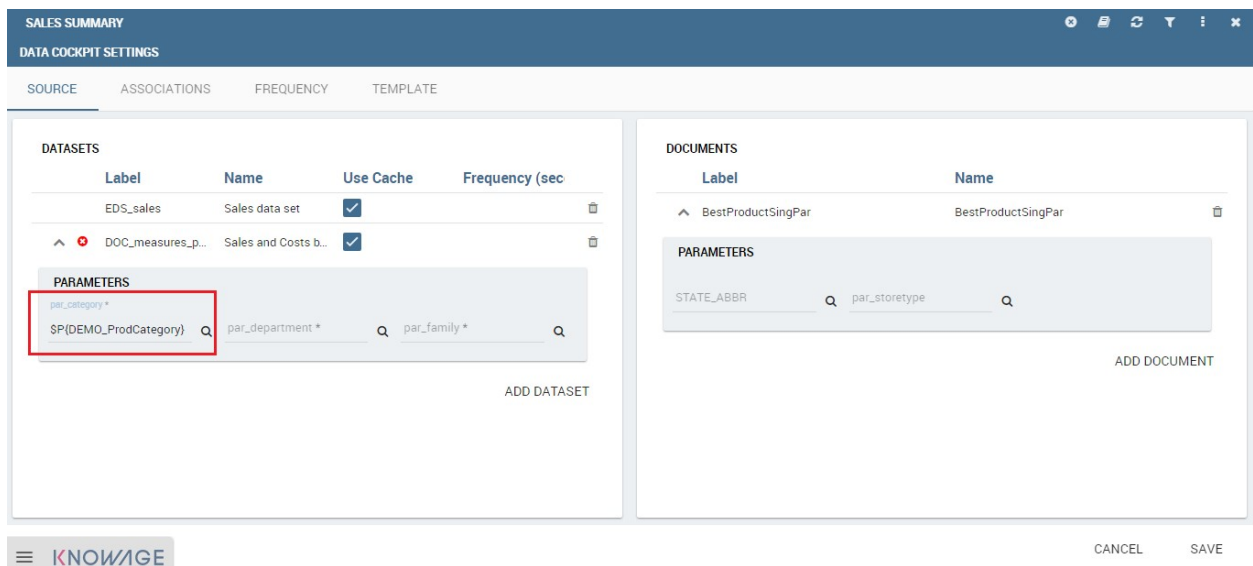 SALES SUMMARY
DATA COCKPIT SETTINGS
SOURCE ASSOCIATIONS FREQUENCY TEMPLATE
DATASETS
Label Name Use Cache Frequency (sec
EDS_sales Sales data set
DOC_measures_p... Sales and Costs b...
PARAMETERS
par_category *
$P{DEMO_ProdCategory} par_department * par_family *
ADD DATASET
DOCUMENTS
Label Name
BestProductSingPar BestProductSingPar
PARAMETERS
STATE_ABBR par_storetype
ADD DOCUMENT
KNOWAGE
CANCEL SAVE